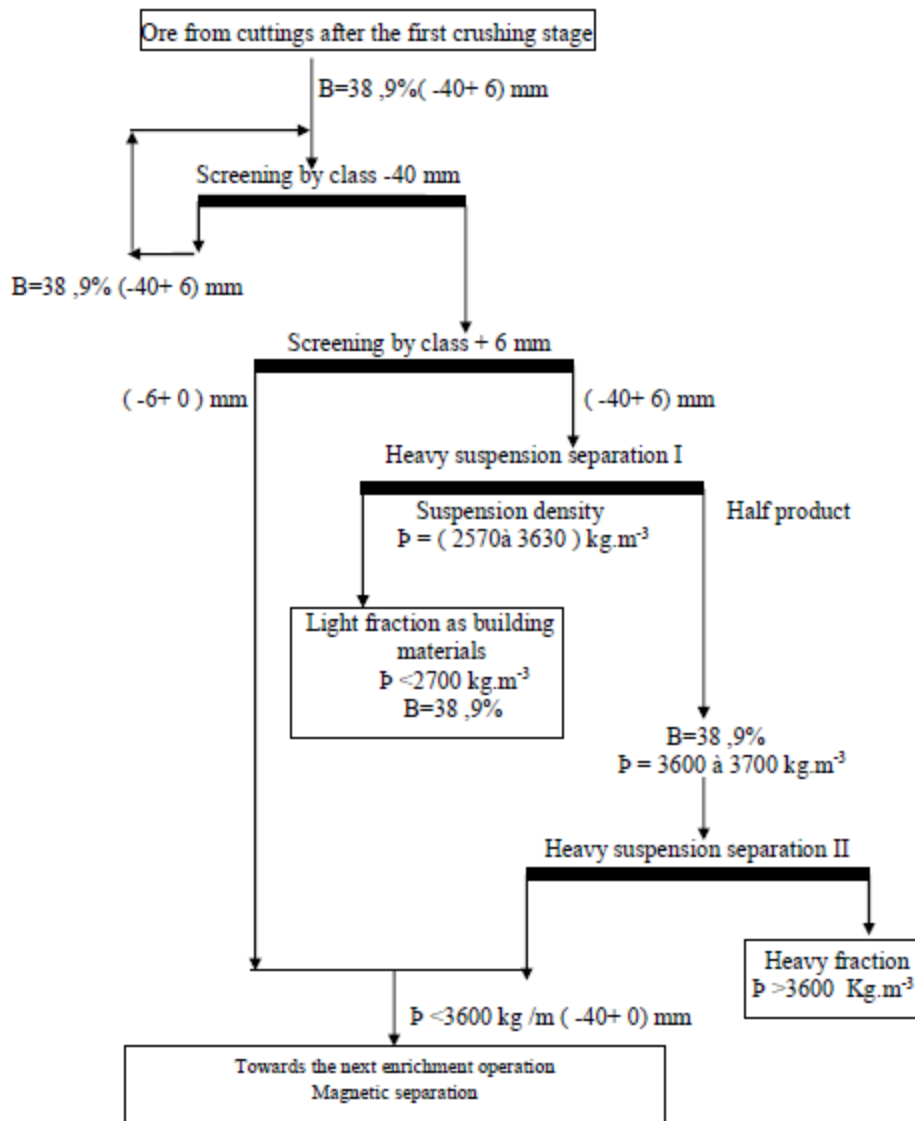 Ore from cuttings after the first crushing stage
B=38 ,9%( -40+ 6) mm
Screening by class -40 mm
B=38 ,9% (-40+ 6) mm
Screening by class + 6 mm
( -6+ 0 ) mm
( -40+ 6) mm
Heavy suspension separation I
Suspension density
Þ = ( 2570à 3630 ) kg.m⁻³
Half product
Light fraction as building
materials
Þ <2700 kg.m⁻³
B=38 ,9%
B=38 ,9%
Þ = 3600 à 3700 kg.m⁻³
Heavy suspension separation II
Heavy fraction
Þ >3600 Kg.m⁻³
Þ <3600 kg /m ( -40+ 0) mm
Towards the next enrichment operation
Magnetic separation